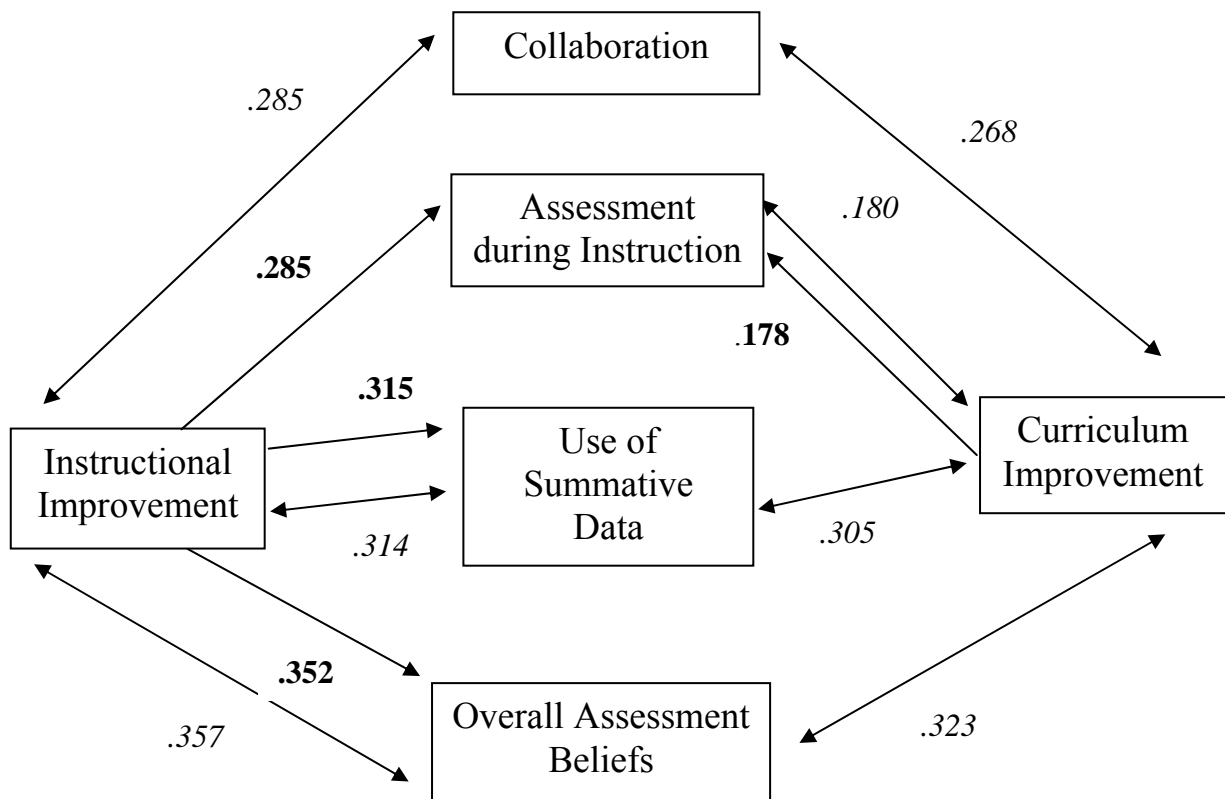 Collaboration
.285
.268
Assessment
during Instruction
.180
.285
.178
.315
Instructional
Improvement
Use of
Summative
Data
Curriculum
Improvement
.314
.305
.352
.357
Overall Assessment
Beliefs
.323